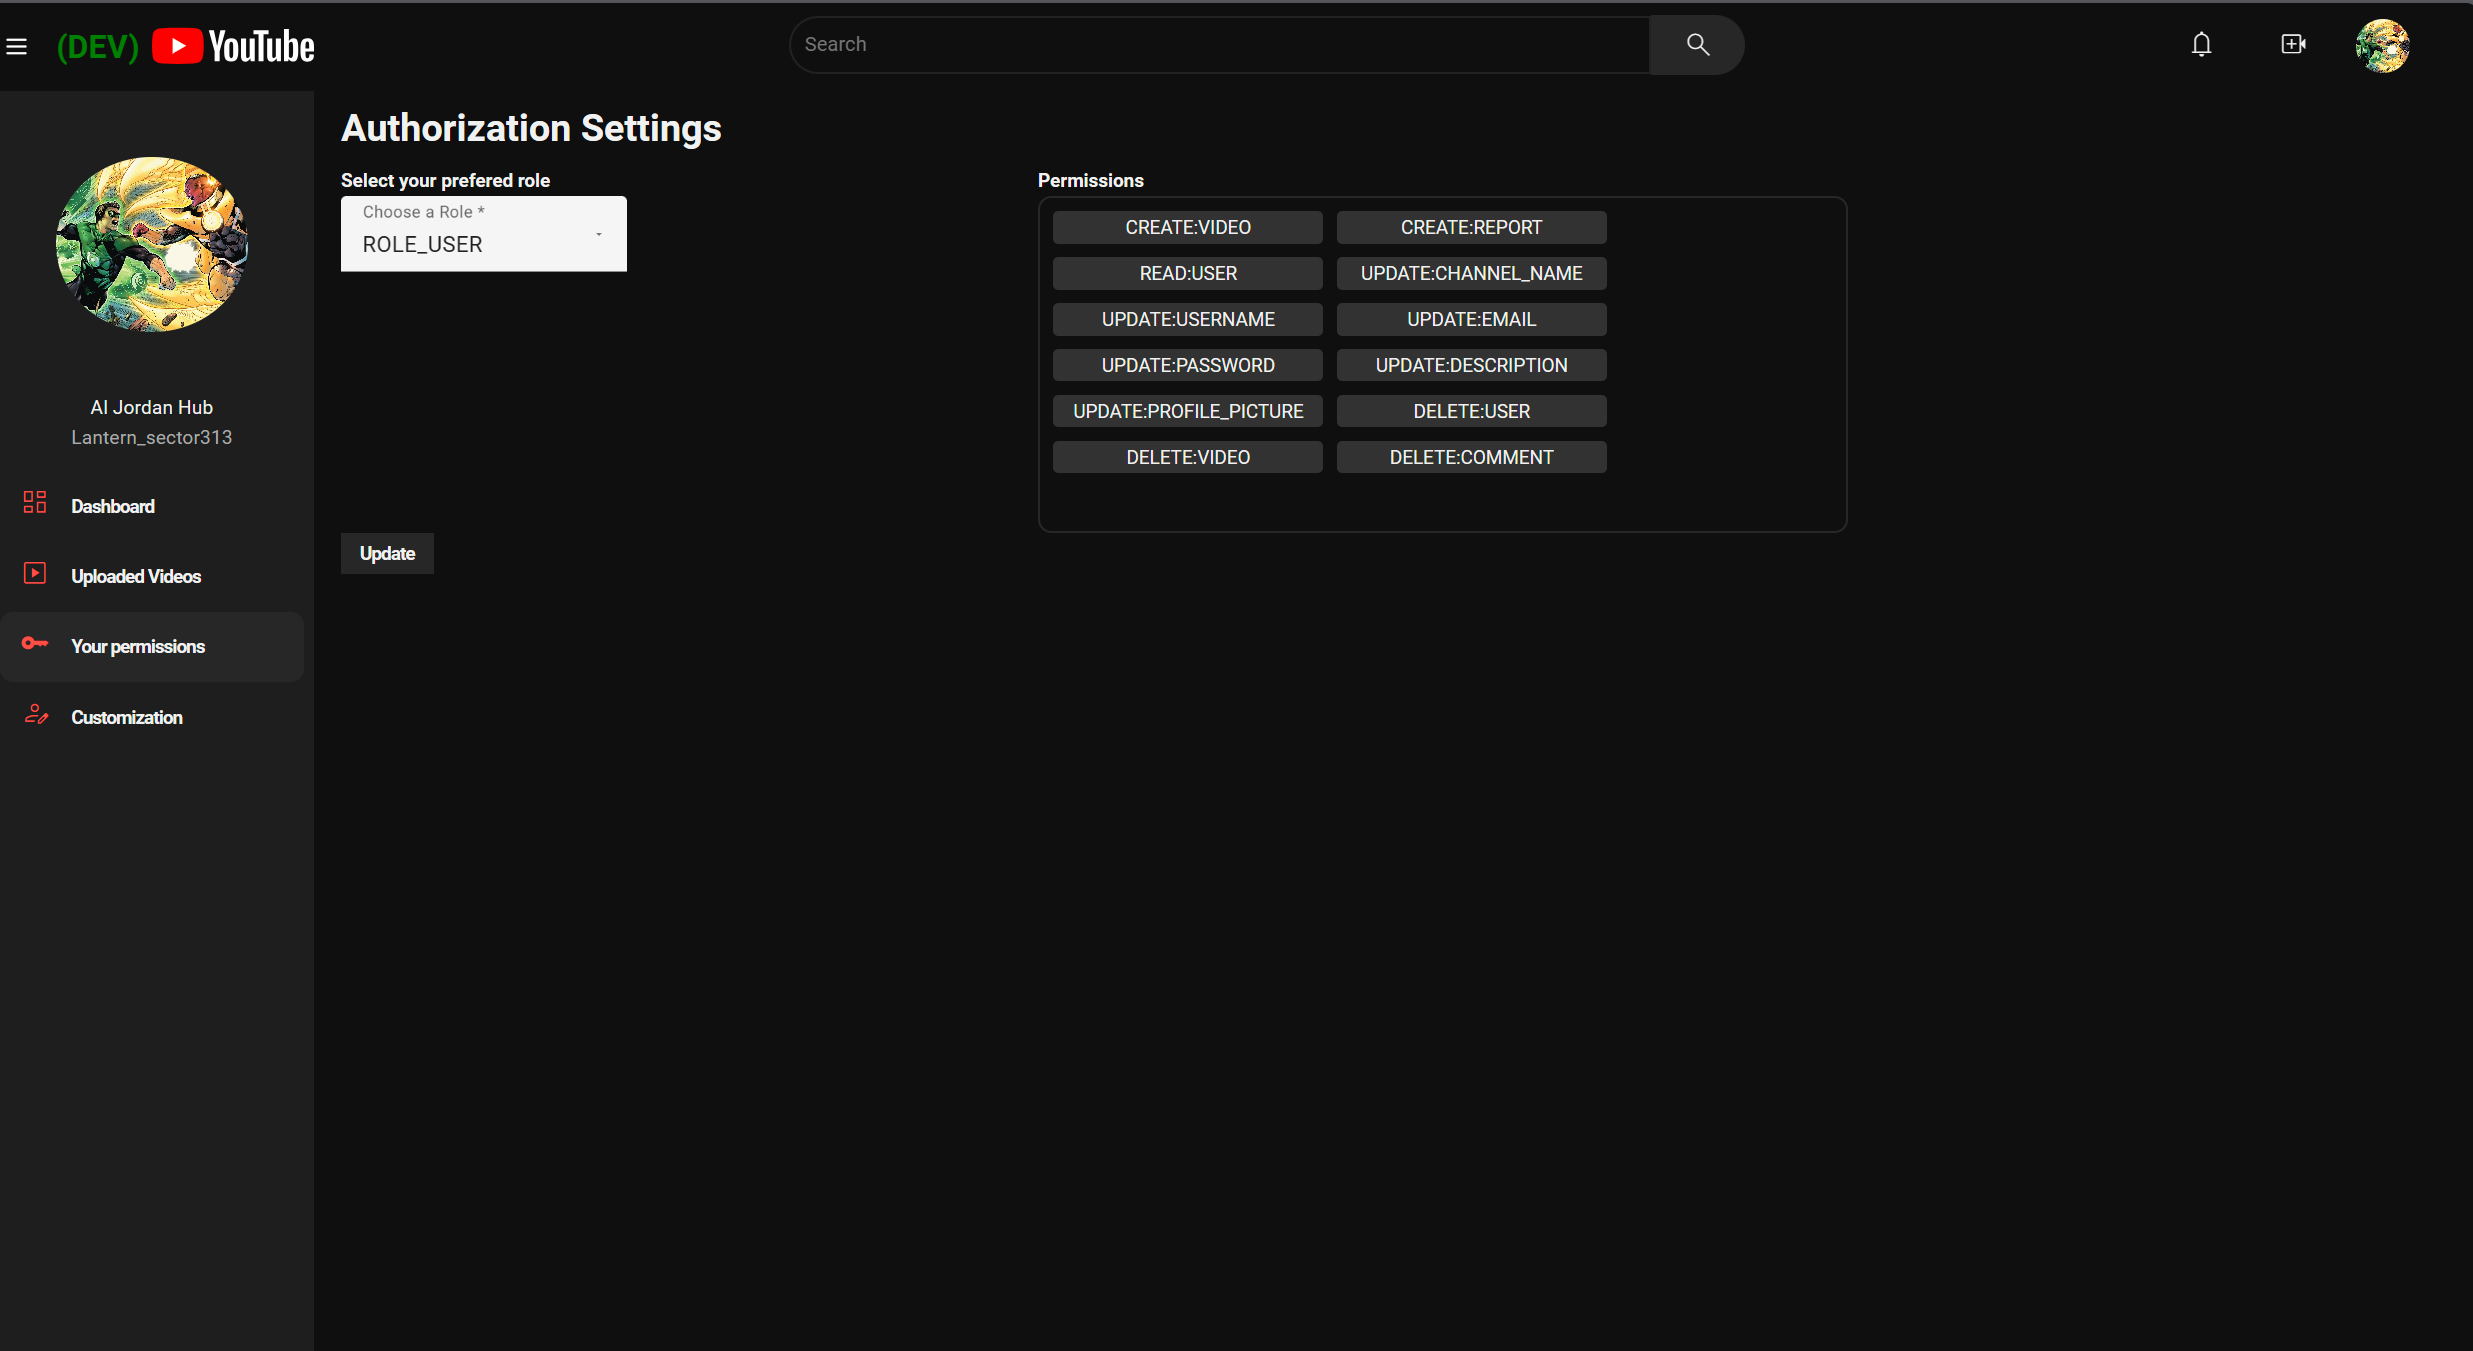 (DEV) YouTube
Search
Al Jordan Hub
Lantern_sector313
Dashboard
Uploaded Videos
Your permissions
Customization
Authorization Settings
Select your prefered role
Choose a Role *
ROLE_USER
Update
Permissions
CREATE:VIDEO CREATE:REPORT
READ:USER UPDATE:CHANNEL_NAME
UPDATE:USERNAME UPDATE:EMAIL
UPDATE:PASSWORD UPDATE:DESCRIPTION
UPDATE:PROFILE_PICTURE DELETE:USER
DELETE:VIDEO DELETE:COMMENT